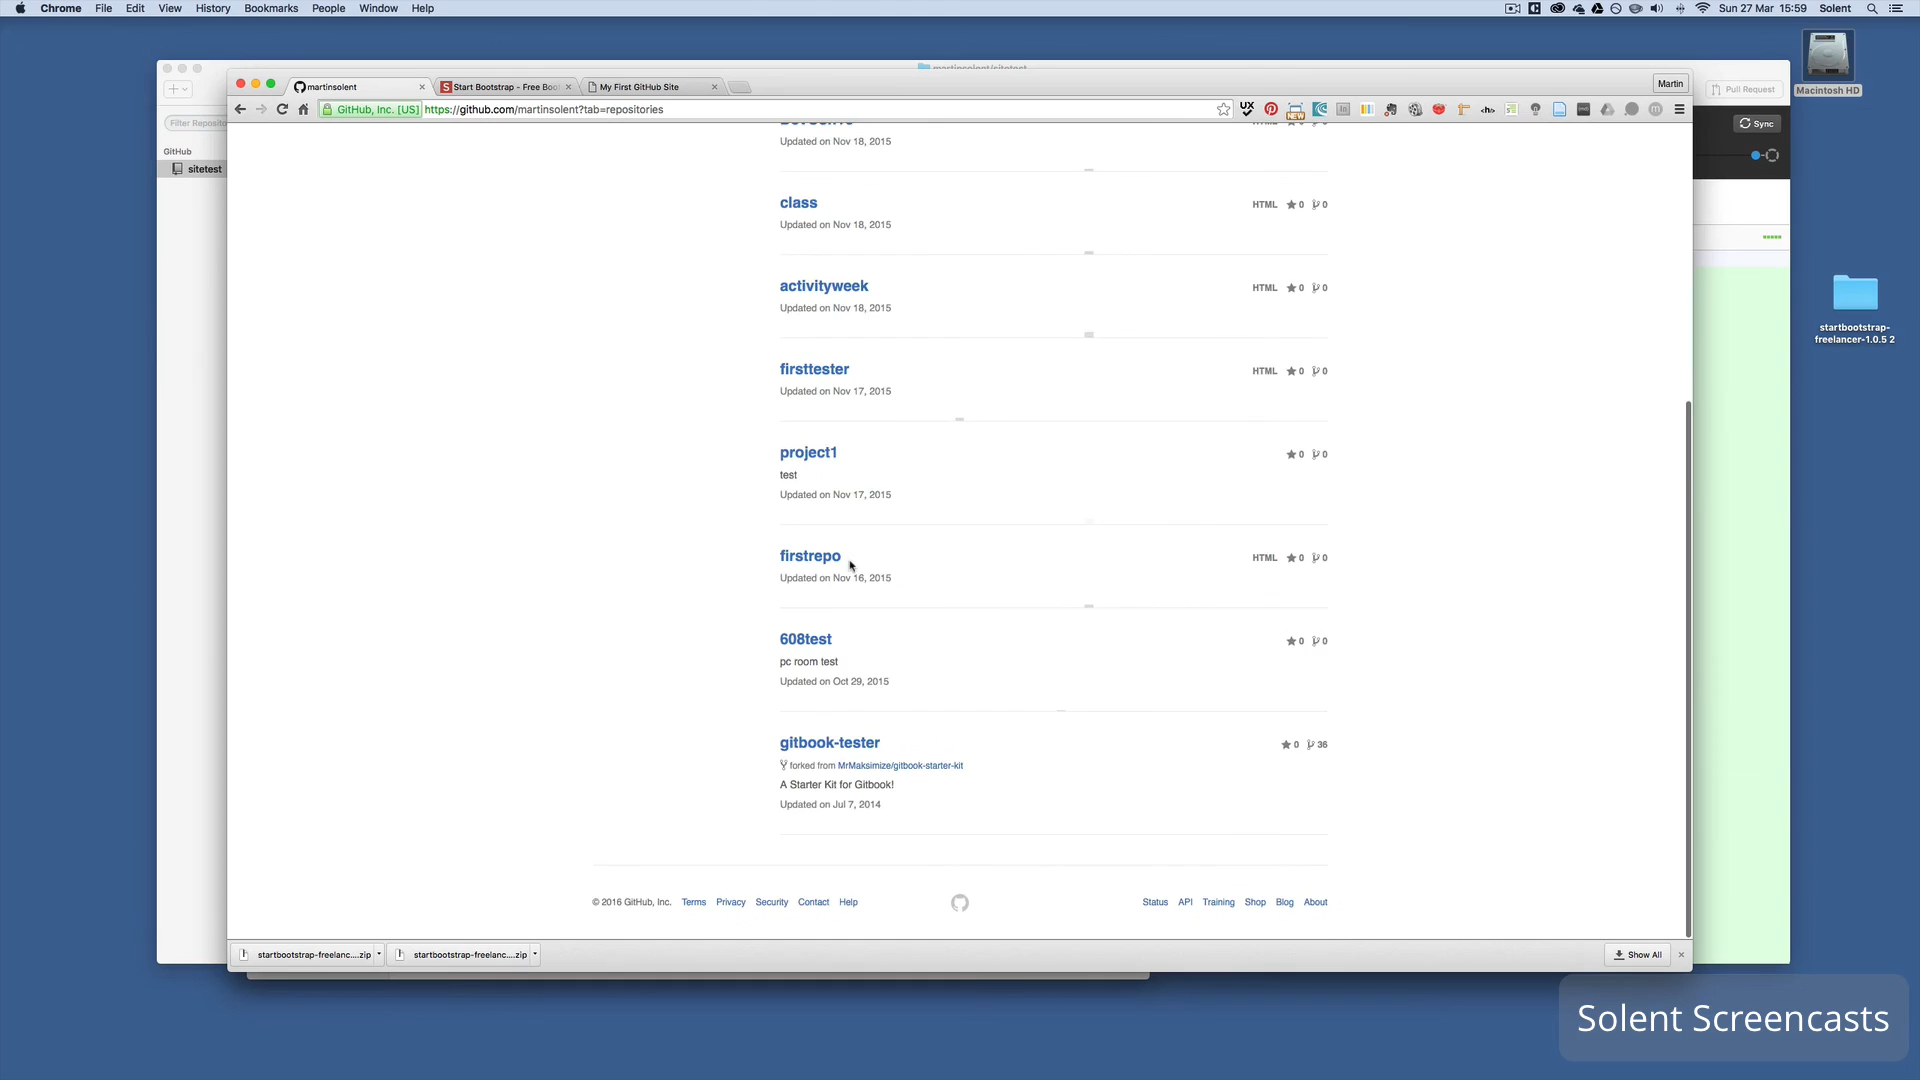 Chrome File Edit View History Bookmarks People Window Help
Sun 27 Mar 15:59 Solent
Macintosh HD
martinsolent
Start Bootstrap - Free Boo
My First GitHub Site
Martin
Pull Request
GitHub, Inc. [US] https://github.com/martinsolent?tab=repositories
NEW
Filter Reposito
Sync
GitHub
sitetest
Updated on Nov 18, 2015
class
HTML 0 0
Updated on Nov 18, 2015
activityweek
HTML 0 0
Updated on Nov 18, 2015
firsttester
HTML 0 0
Updated on Nov 17, 2015
project1
0 0
test
Updated on Nov 17, 2015
firstrepo
HTML 0 0
Updated on Nov 16, 2015
608test
0 0
pc room test
Updated on Oct 29, 2015
gitbook-tester
0 36
forked from MrMaksimize/gitbook-starter-kit
A Starter Kit for Gitbook!
Updated on Jul 7, 2014
© 2016 GitHub, Inc. Terms Privacy Security Contact Help
Status API Training Shop Blog About
startbootstrap-freelanc....zip
startbootstrap-freelanc....zip
Show All
startbootstrap-
freelancer-1.0.5 2
Solent Screencasts